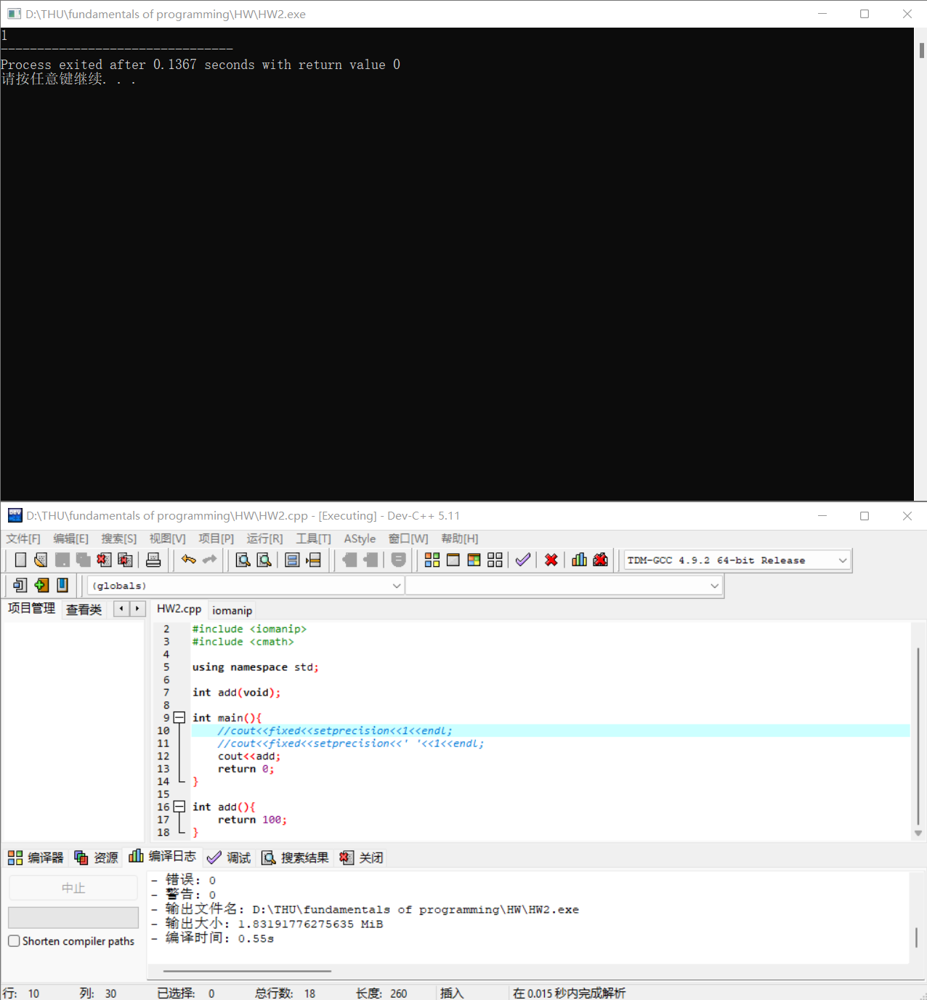 D:\THU\fundamentals of programming\HW\HW2.exe
1
--------------------------------
Process exited after 0.1367 seconds with return value 0
请按任意键继续. . .
D:\THU\fundamentals of programming\HW\HW2.cpp - [Executing] - Dev-C++ 5.11
文件[F] 编辑[E] 搜索[S] 视图[V] 项目[P] 运行[R] 工具[T] AStyle 窗口[W] 帮助[H]
TDM-GCC 4.9.2 64-bit Release
(globals)
项目管理 查看类 HW2.cpp iomanip
2 #include <iomanip>
3 #include <cmath>
4
5 using namespace std;
6
7 int add(void);
8
9 int main(){
10 //cout<<fixed<<setprecision<<1<<endl;
11 //cout<<fixed<<setprecision<<' '<<1<<endl;
12 cout<<add;
13 return 0;
14 }
15
16 int add(){
17 return 100;
18 }
编译器 资源 编译日志 调试 搜索结果 关闭
中止
Shorten compiler paths
- 错误: 0
- 警告: 0
- 输出文件名: D:\THU\fundamentals of programming\HW\HW2.exe
- 输出大小: 1.83191776275635 MiB
- 编译时间: 0.55s
行: 10 列: 30 已选择: 0 总行数: 18 长度: 260 插入 在 0.015 秒内完成解析